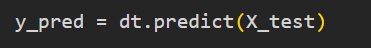 y_pred = dt.predict(X_test)